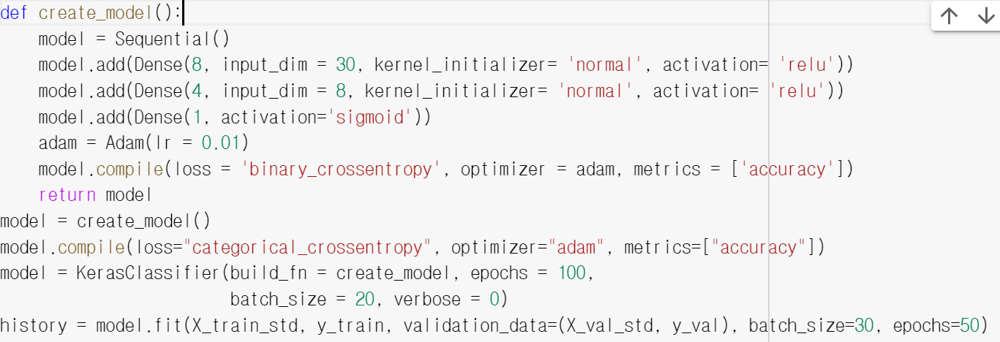 def create_model():
    model = Sequential()
    model.add(Dense(8, input_dim = 30, kernel_initializer= 'normal', activation= 'relu'))
    model.add(Dense(4, input_dim = 8, kernel_initializer= 'normal', activation= 'relu'))
    model.add(Dense(1, activation='sigmoid'))
    adam = Adam(lr = 0.01)
    model.compile(loss = 'binary_crossentropy', optimizer = adam, metrics = ['accuracy'])
    return model
model = create_model()
model.compile(loss="categorical_crossentropy", optimizer="adam", metrics=["accuracy"])
model = KerasClassifier(build_fn = create_model, epochs = 100,
                        batch_size = 20, verbose = 0)
history = model.fit(X_train_std, y_train, validation_data=(X_val_std, y_val), batch_size=30, epochs=50)